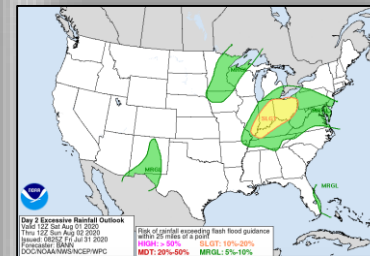 MRGL
SLGT
MRGL
MRGL
NOAA
Day 2 Excessive Rainfall Outlook
Valid 12Z Sat Aug 01 2020
Thru 12Z Sun Aug 02 2020
Issued: 0825Z Fri Jul 31 2020
Forecaster: BANN
DOC/NOAA/NWS/NCEP/WPC
Risk of rainfall exceeding flash flood guidance
within 25 miles of a point
HIGH: > 50% SLGT: 10%-20%
MDT: 20%-50% MRGL: 5%-10%